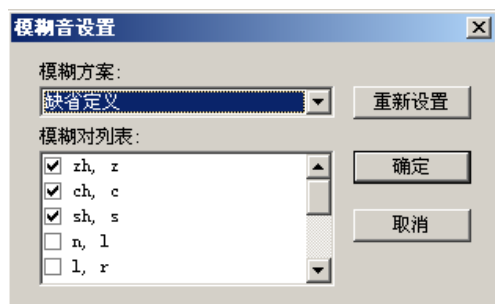 模糊音设置
模糊方案:
缺省定义
重新设置
模糊对列表:
zh, z
确定
ch, c
sh, s
取消
n, l
l, r